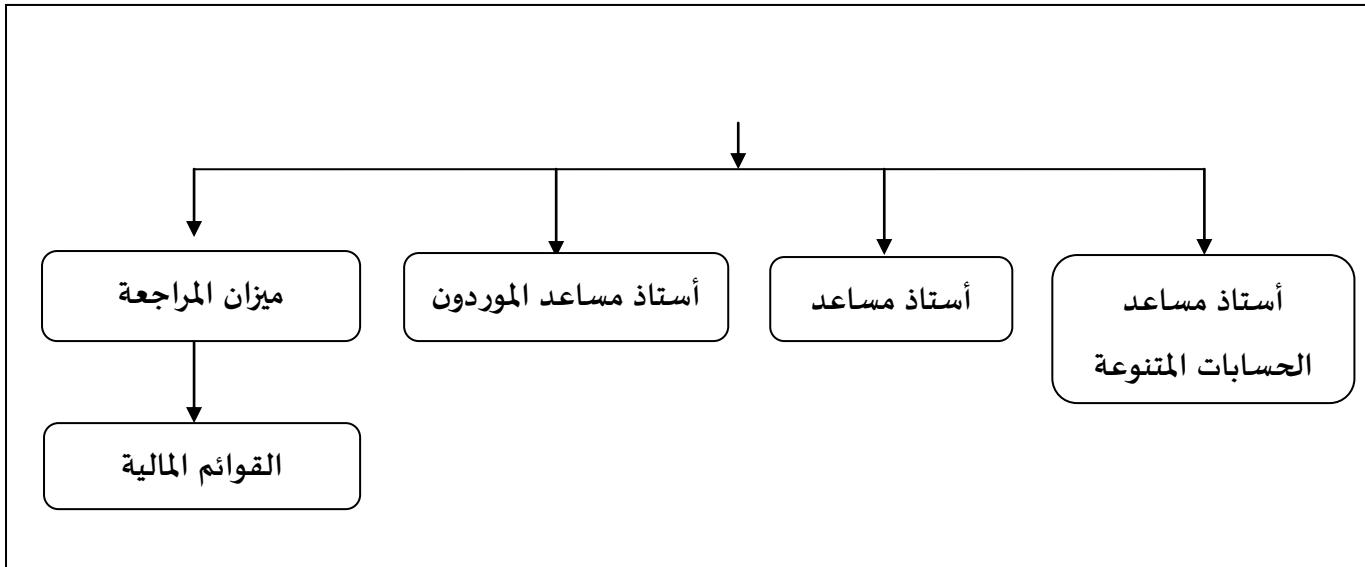 أستاذ مساعد
الحسابات المتنوعة
أستاذ مساعد
أستاذ مساعد الموردون
ميزان المراجعة
القوائم المالية